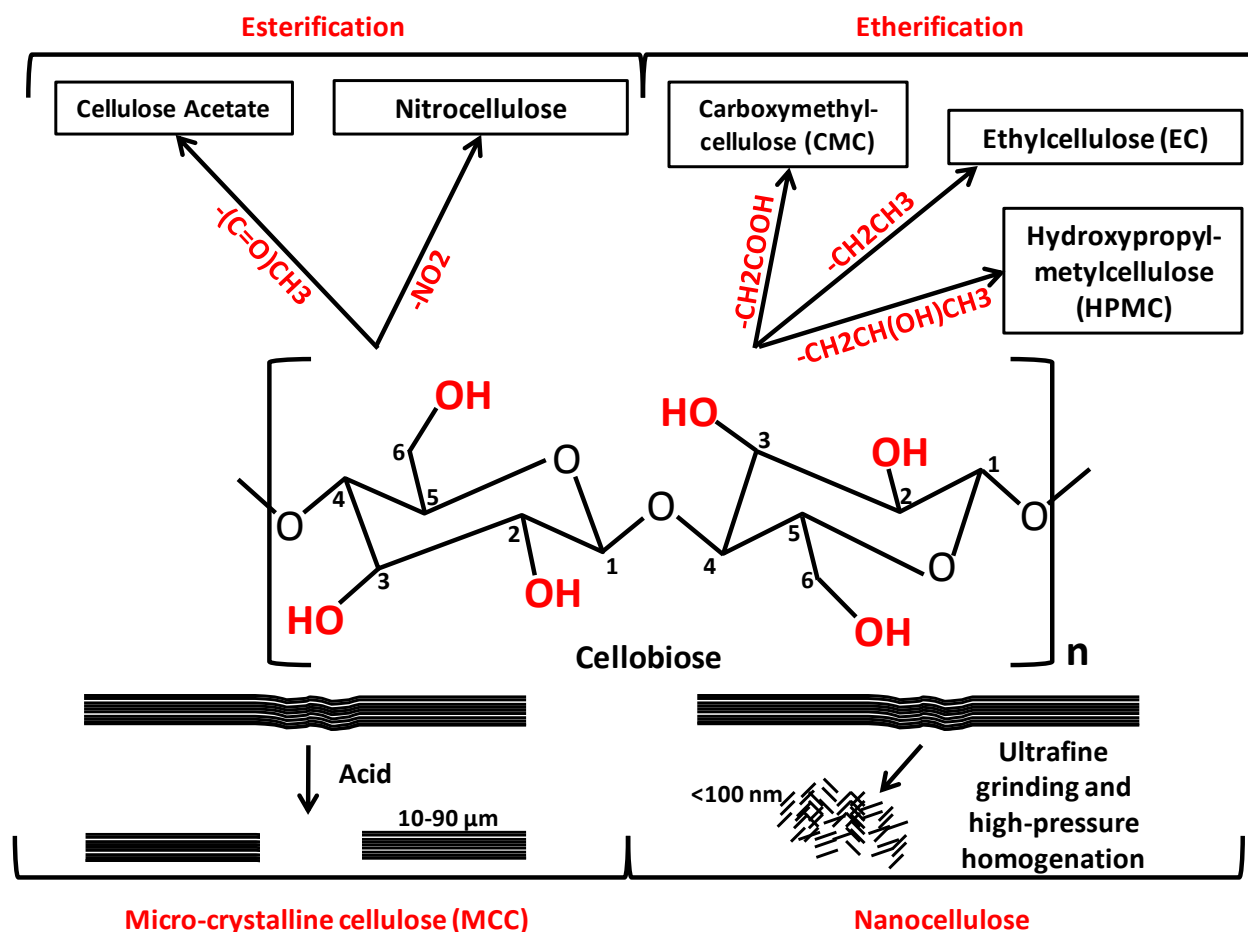 Esterification
Etherification
Cellulose Acetate
Nitrocellulose
Carboxymethyl-
cellulose (CMC)
Ethylcellulose (EC)
Hydroxypropyl-
metylcellulose
(HPMC)
-(C=O)CH3
-NO2
-CH2COOH
-CH2CH3
-CH2CH(OH)CH3
OH
6
O
4
5
O
2
1
3
HO
OH
O
HO
3
OH
2
1
O
5
4
6
O
OH
n
Cellobiose
Acid
10-90 µm
<100 nm
Ultrafine
grinding and
high-pressure
homogenation
Micro-crystalline cellulose (MCC)
Nanocellulose